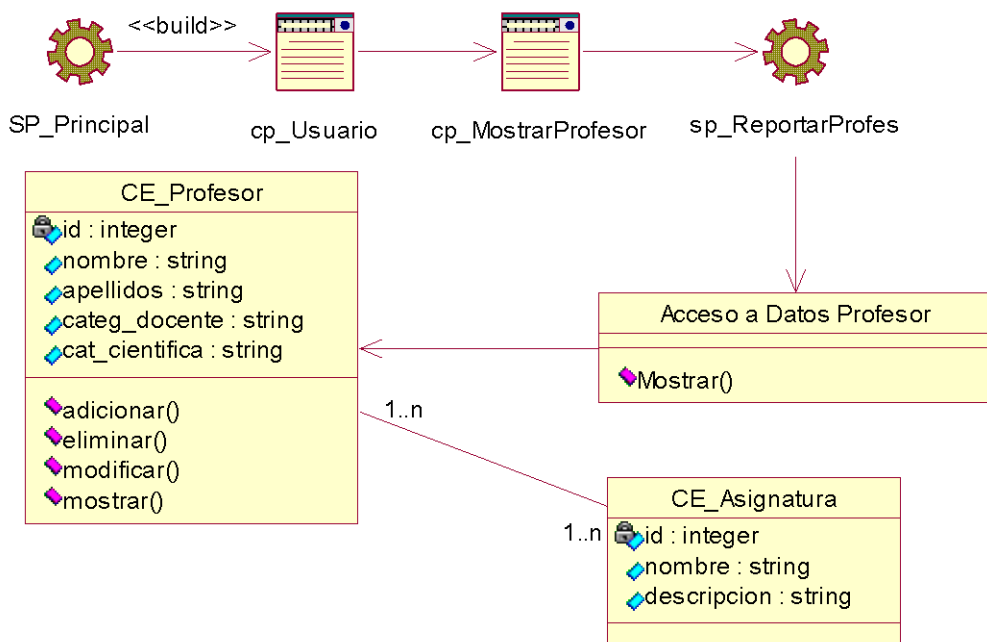 <<build>>
SP_Principal
cp_Usuario
cp_MostrarProfesor
sp_ReportarProfes
CE_Profesor
id : integer
nombre : string
apellidos : string
categ_docente : string
cat_cientifica : string
adicionar()
eliminar()
modificar()
mostrar()
Acceso a Datos Profesor
Mostrar()
1..n
1..n
CE_Asignatura
id : integer
nombre : string
descripcion : string